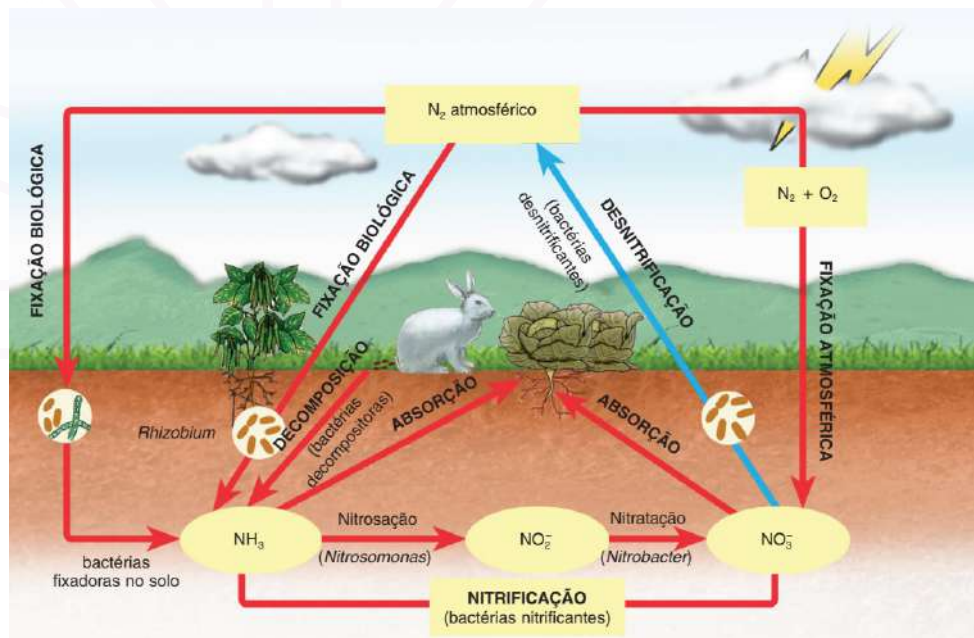 N₂ atmosférico
N₂ + O₂
FIXAÇÃO BIOLÓGICA
FIXAÇÃO BIOLÓGICA
(bactérias
desnitrificantes)
DESNITRIFICAÇÃO
FIXAÇÃO ATMOSFÉRICA
Rhizobium
DECOMPOSIÇÃO
(bactérias
decompositoras)
ABSORÇÃO
ABSORÇÃO
NH₃
Nitrosação
(Nitrosomonas)
NO₂⁻
Nitratação
(Nitrobacter)
NO₃⁻
bactérias
fixadoras no solo
NITRIFICAÇÃO
(bactérias nitrificantes)